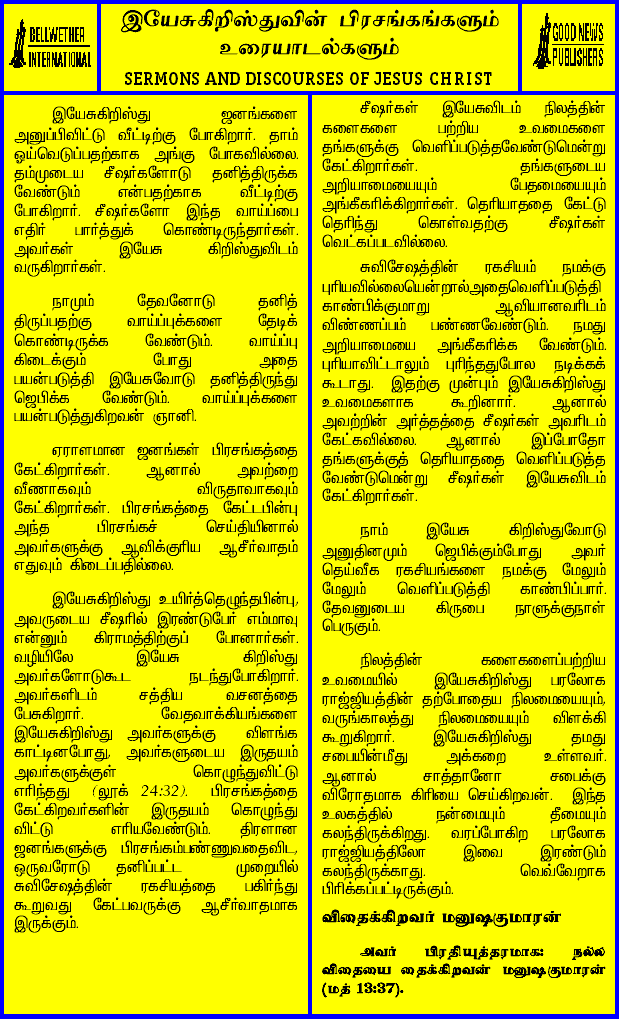 BELLWETHER
INTERNATIONAL
இயேசுகிறிஸ்துவின் பிரசங்கங்களும்
உரையாடல்களும்
SERMONS AND DISCOURSES OF JESUS CHRIST
GOOD NEWS
PUBLISHERS
இயேசுகிறிஸ்து ஜனங்களை
அனுப்பிவிட்டு வீட்டிற்கு போகிறார். தாம்
ஓய்வெடுப்பதற்காக அங்கு போகவில்லை.
தம்முடைய சீஷர்களோடு தனித்திருக்க
வேண்டும் என்பதற்காக வீட்டிற்கு
போகிறார். சீஷர்களோ இந்த வாய்ப்பை
எதிர் பார்த்துக் கொண்டிருந்தார்கள்.
அவர்கள் இயேசு கிறிஸ்துவிடம்
வருகிறார்கள்.
நாமும் தேவனோடு தனித்
திருப்பதற்கு வாய்ப்புக்களை தேடிக்
கொண்டிருக்க வேண்டும். வாய்ப்பு
கிடைக்கும் போது அதை
பயன்படுத்தி இயேசுவோடு தனித்திருந்து
ஜெபிக்க வேண்டும். வாய்ப்புக்களை
பயன்படுத்துகிறவன் ஞானி.
ஏராளமான ஜனங்கள் பிரசங்கத்தை
கேட்கிறார்கள். ஆனால் அவற்றை
வீணாகவும் விருதாவாகவும்
கேட்கிறார்கள். பிரசங்கத்தை கேட்டபின்பு
அந்த பிரசங்கச் செய்தியினால்
அவர்களுக்கு ஆவிக்குரிய ஆசீர்வாதம்
எதுவும் கிடைப்பதில்லை.
இயேசுகிறிஸ்து உயிர்த்தெழுந்தபின்பு,
அவருடைய சீஷரில் இரண்டுபேர் எம்மாவு
என்னும் கிராமத்திற்குப் போனார்கள்.
வழியிலே இயேசு கிறிஸ்து
அவர்களோடுகூட நடந்துபோகிறார்.
அவர்களிடம் சத்திய வசனத்தை
பேசுகிறார். வேதவாக்கியங்களை
இயேசுகிறிஸ்து அவர்களுக்கு விளங்க
காட்டினபோது, அவர்களுடைய இருதயம்
அவர்களுக்குள் கொழுந்துவிட்டு
எரிந்தது (லூக் 24:32). பிரசங்கத்தை
கேட்கிறவர்களின் இருதயம் கொழுந்து
விட்டு எரியவேண்டும். திரளான
ஜனங்களுக்கு பிரசங்கம்பண்ணுவதைவிட,
ஒருவரோடு தனிப்பட்ட முறையில்
சுவிசேஷத்தின் ரகசியத்தை பகிர்ந்து
கூறுவது கேட்பவருக்கு ஆசீர்வாதமாக
இருக்கும்.
சீஷர்கள் இயேசுவிடம் நிலத்தின்
களைகளை பற்றிய உவமைகளை
தங்களுக்கு வெளிப்படுத்தவேண்டுமென்று
கேட்கிறார்கள். தங்களுடைய
அறியாமையையும் பேதமையையும்
அங்கீகரிக்கிறார்கள். தெரியாததை கேட்டு
தெரிந்து கொள்வதற்கு சீஷர்கள்
வெட்கப்படவில்லை.
சுவிசேஷத்தின் ரகசியம் நமக்கு
புரியவில்லையென்றால்அதைவெளிப்படுத்தி
காண்பிக்குமாறு ஆவியானவரிடம்
விண்ணப்பம் பண்ணவேண்டும். நமது
அறியாமையை அங்கீகரிக்க வேண்டும்.
புரியாவிட்டாலும் புரிந்ததுபோல நடிக்கக்
கூடாது. இதற்கு முன்பும் இயேசுகிறிஸ்து
உவமைகளாக கூறினார். ஆனால்
அவற்றின் அர்த்தத்தை சீஷர்கள் அவரிடம்
கேட்கவில்லை. ஆனால் இப்போதோ
தங்களுக்குத் தெரியாததை வெளிப்படுத்த
வேண்டுமென்று சீஷர்கள் இயேசுவிடம்
கேட்கிறார்கள்.
நாம் இயேசு கிறிஸ்துவோடு
அனுதினமும் ஜெபிக்கும்போது அவர்
தெய்வீக ரகசியங்களை நமக்கு மேலும்
மேலும் வெளிப்படுத்தி காண்பிப்பார்.
தேவனுடைய கிருபை நாளுக்குநாள்
பெருகும்.
நிலத்தின் களைகளைப்பற்றிய
உவமையில் இயேசுகிறிஸ்து பரலோக
ராஜ்ஜியத்தின் தற்போதைய நிலமையையும்,
வருங்காலத்து நிலமையையும் விளக்கி
கூறுகிறார். இயேசுகிறிஸ்து தமது
சபையின்மீது அக்கறை உள்ளவர்.
ஆனால் சாத்தானோ சபைக்கு
விரோதமாக கிரியை செய்கிறவன். இந்த
உலகத்தில் நன்மையும் தீமையும்
கலந்திருக்கிறது. வரப்போகிற பரலோக
ராஜ்ஜியத்திலோ இவை இரண்டும்
கலந்திருக்காது. வெவ்வேறாக
பிரிக்கப்பட்டிருக்கும்.
விதைக்கிறவர் மனுஷகுமாரன்
அவர் பிரதியுத்தரமாக: நல்ல
விதையை தைக்கிறவன் மனுஷகுமாரன்
(மத் 13:37).